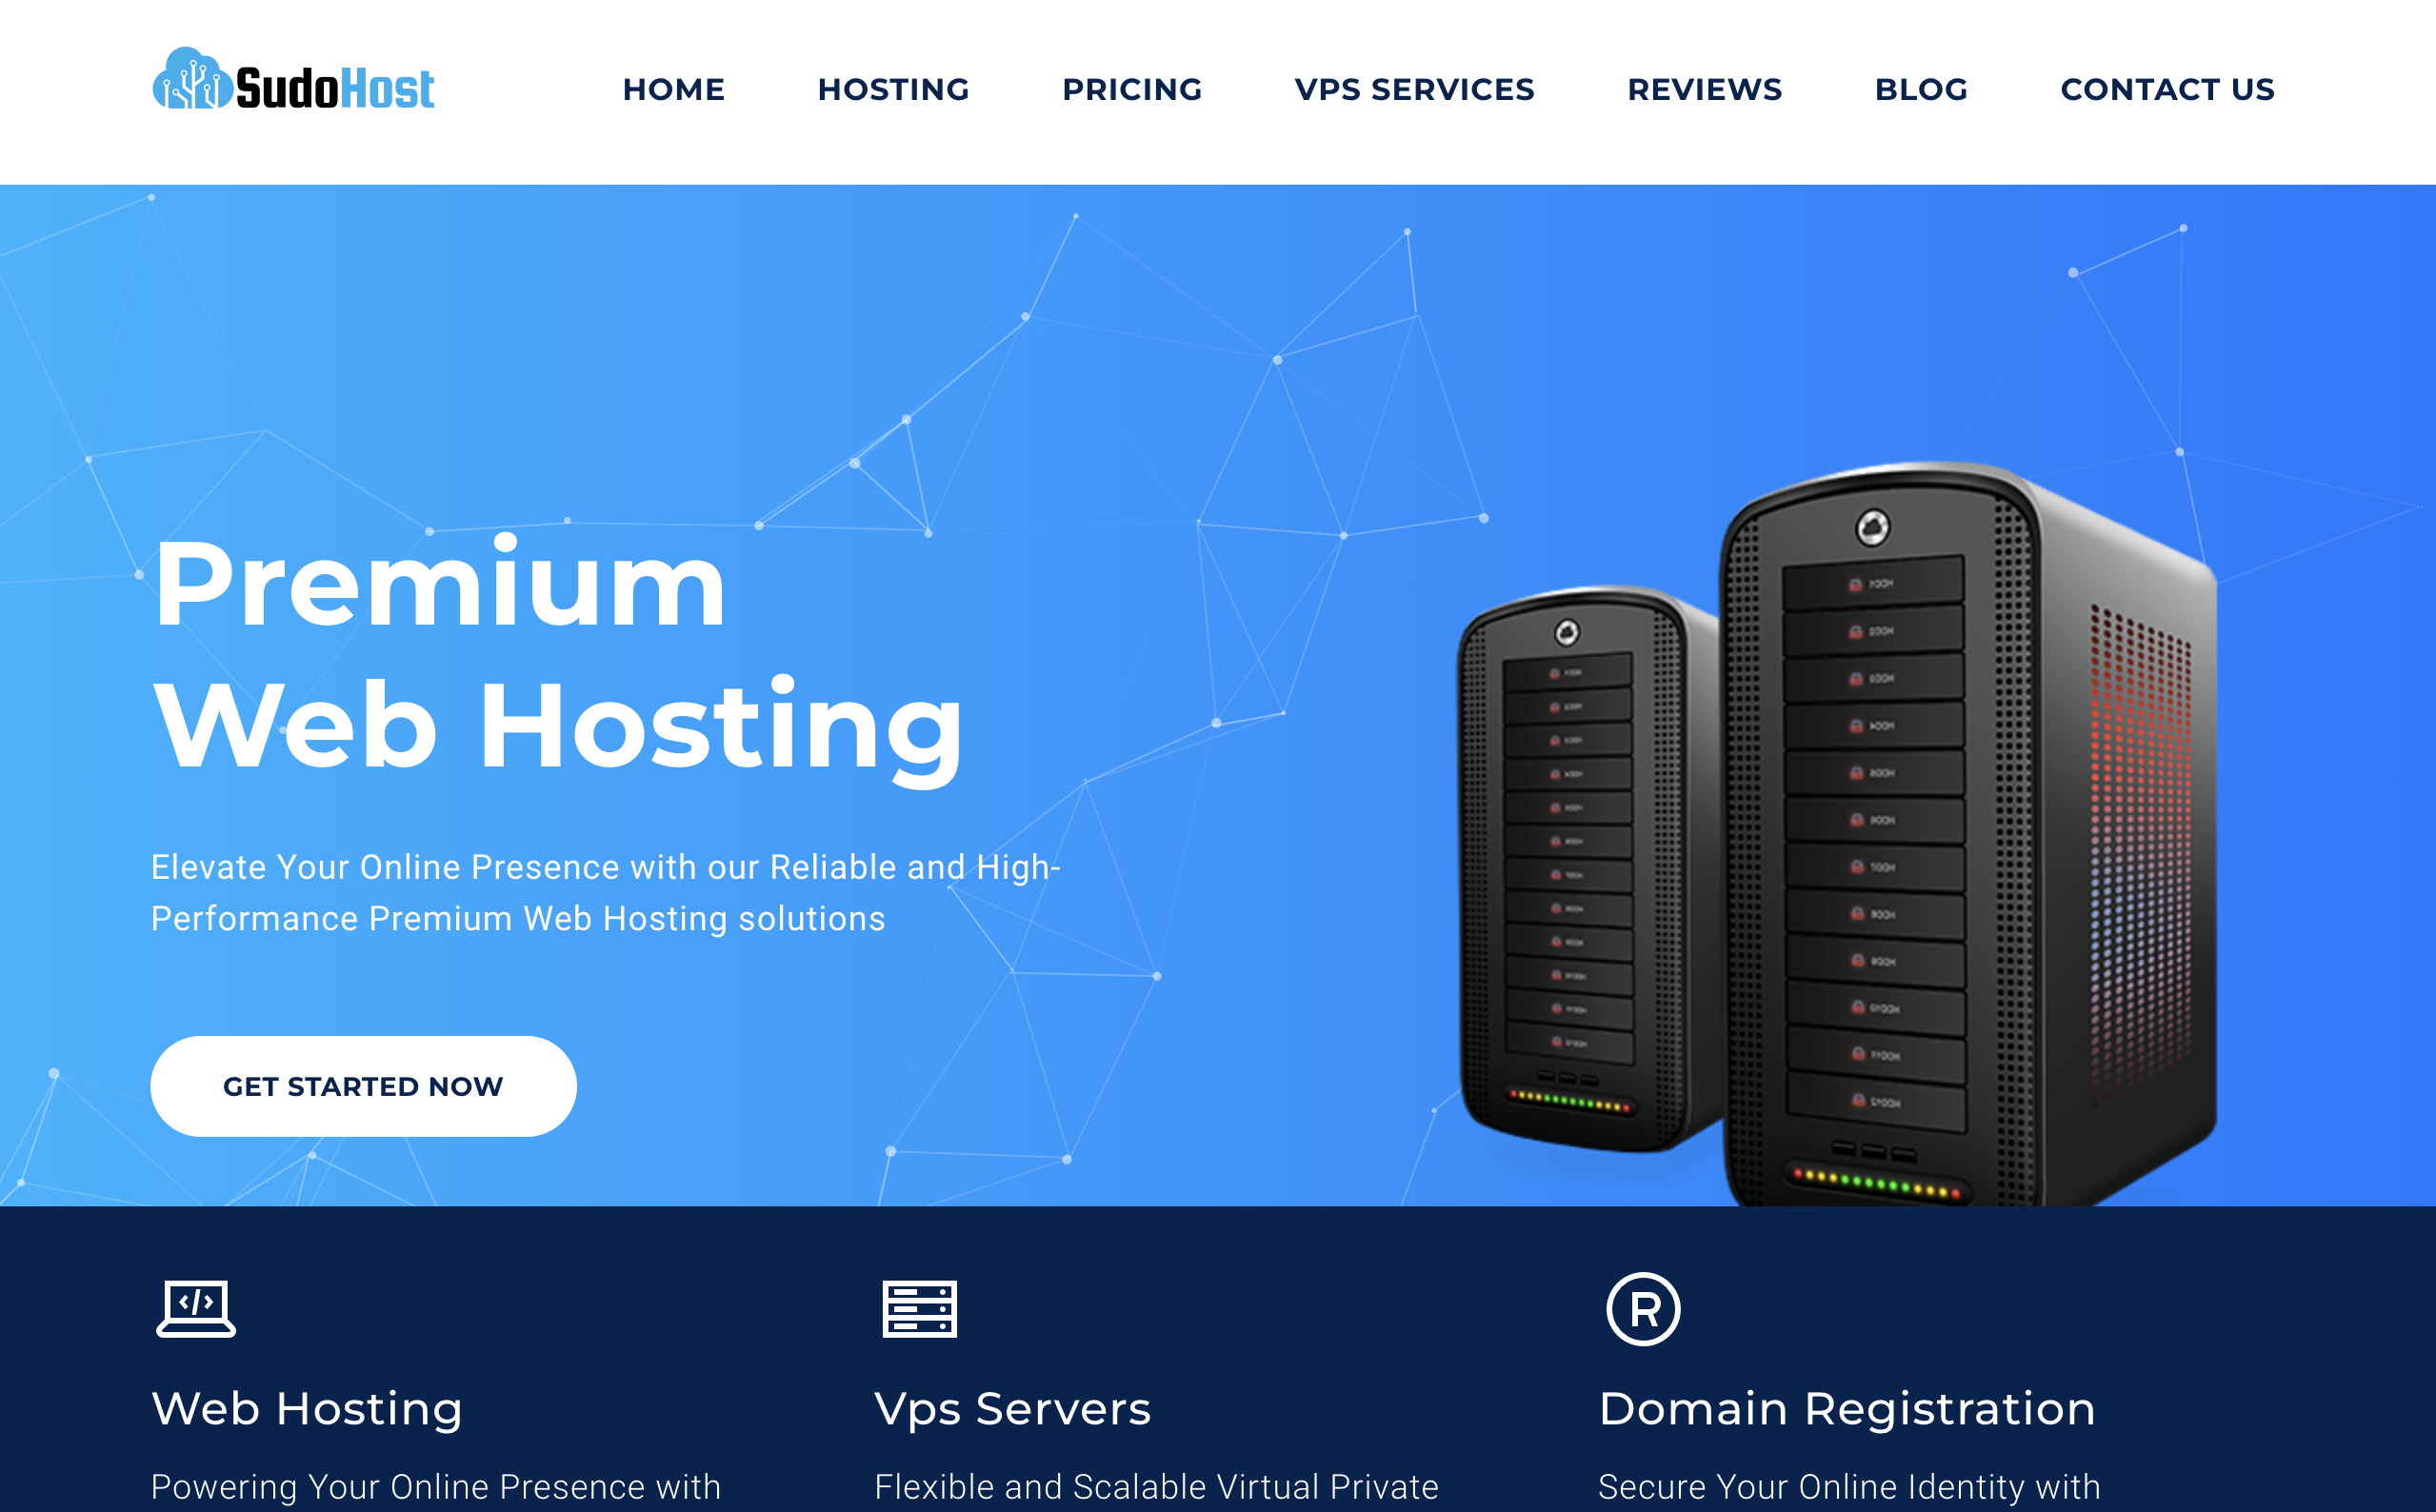 SudoHost
HOME HOSTING PRICING VPS SERVICES REVIEWS BLOG CONTACT US
Premium
Web Hosting
Elevate Your Online Presence with our Reliable and High-
Performance Premium Web Hosting solutions
GET STARTED NOW
Web Hosting
Vps Servers
Domain Registration
Powering Your Online Presence with
Flexible and Scalable Virtual Private
Secure Your Online Identity with